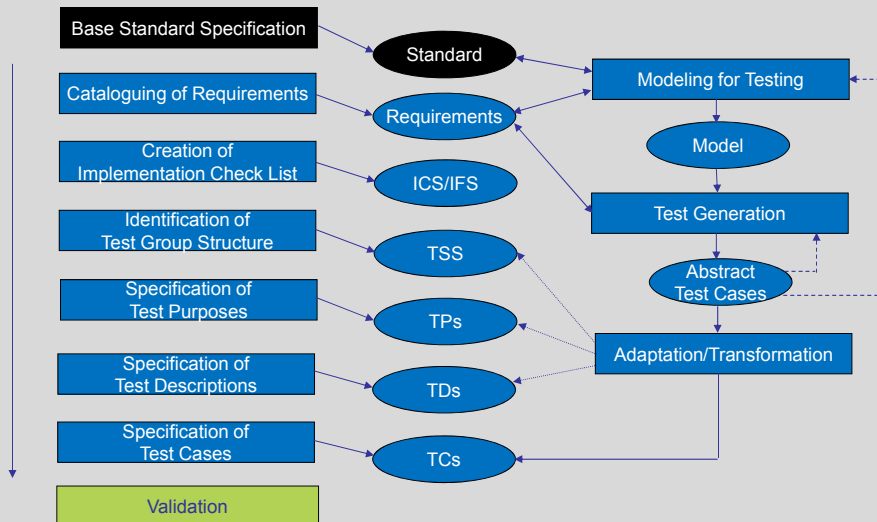 Base Standard Specification
Standard
Modeling for Testing
Cataloguing of Requirements
Requirements
Model
Creation of
Implementation Check List
ICS/IFS
Test Generation
Identification of
Test Group Structure
TSS
Abstract
Test Cases
Specification of
Test Purposes
TPs
Adaptation/Transformation
Specification of
Test Descriptions
TDs
Specification of
Test Cases
TCs
Validation